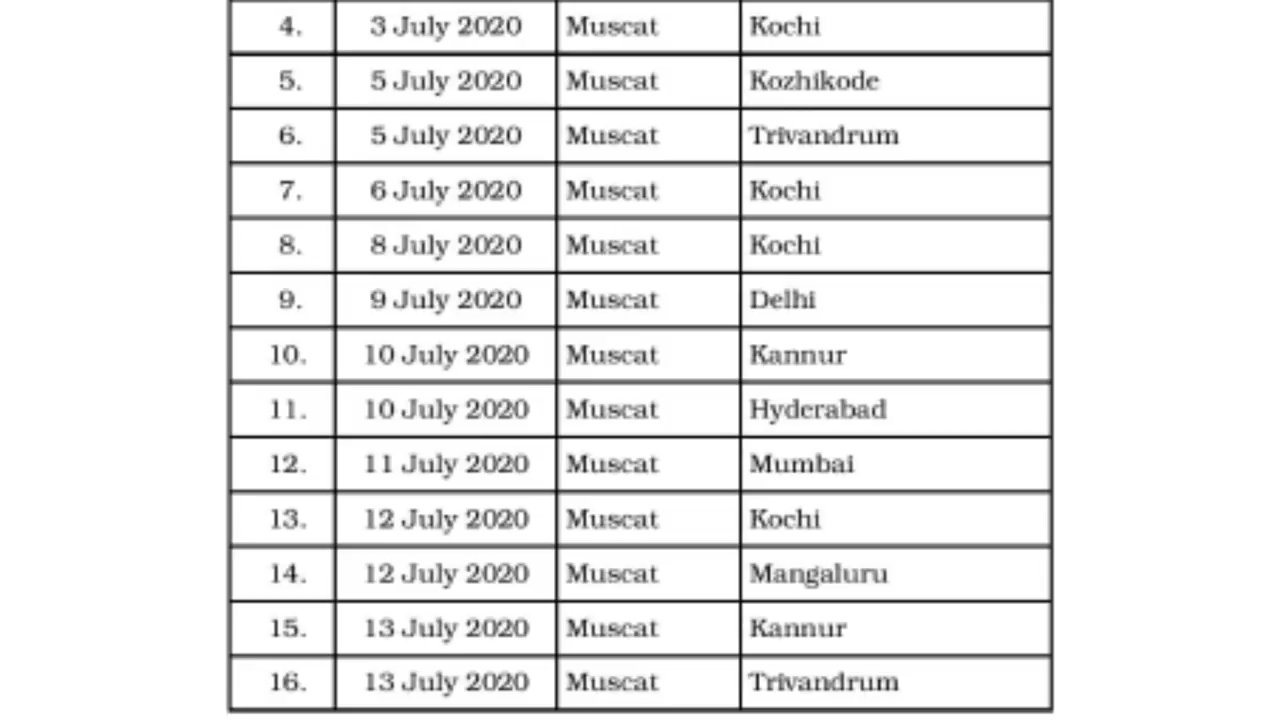 4. 3 July 2020 Muscat Kochi
5. 5 July 2020 Muscat Kozhikode
6. 5 July 2020 Muscat Trivandrum
7. 6 July 2020 Muscat Kochi
8. 8 July 2020 Muscat Kochi
9. 9 July 2020 Muscat Delhi
10. 10 July 2020 Muscat Kannur
11. 10 July 2020 Muscat Hyderabad
12. 11 July 2020 Muscat Mumbai
13. 12 July 2020 Muscat Kochi
14. 12 July 2020 Muscat Mangaluru
15. 13 July 2020 Muscat Kannur
16. 13 July 2020 Muscat Trivandrum